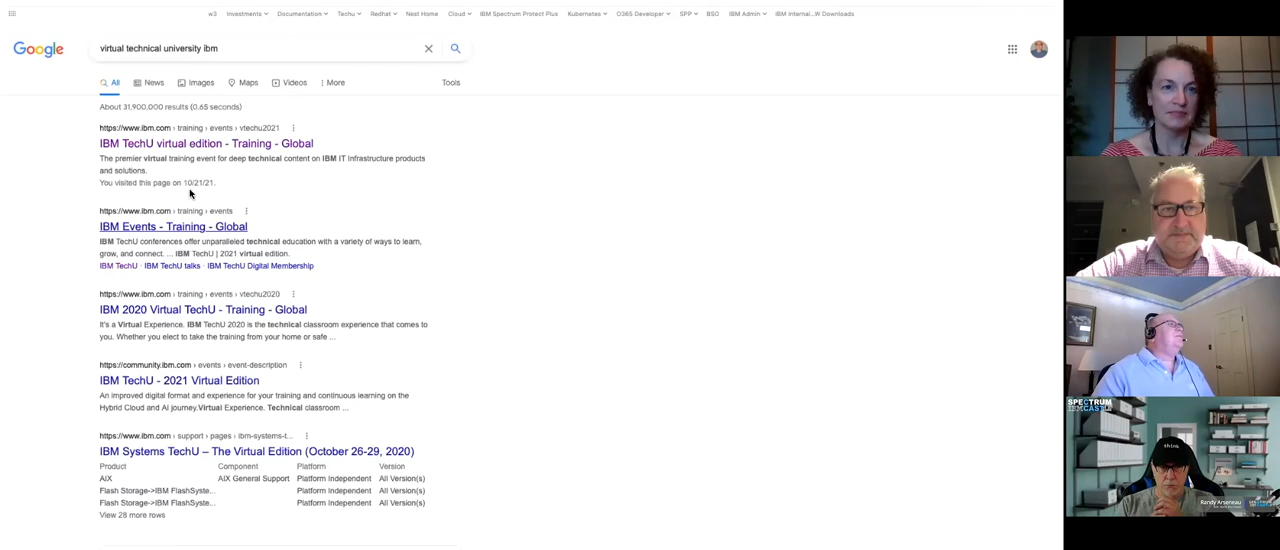 w3 Investments Documentation Techu Redhat Nest Home Cloud IBM Spectrum Protect Plus Kubernetes O365 Developer SPP BSO IBM Admin IBM Internal...W Downloads
Google
virtual technical university ibm
All News Images Maps Videos More Tools
About 31,900,000 results (0.65 seconds)
https://www.ibm.com › training › events › vtechu2021
IBM TechU virtual edition - Training - Global
The premier virtual training event for deep technical content on IBM IT Infrastructure products
and solutions.
You visited this page on 10/21/21.
https://www.ibm.com › training › events
IBM Events - Training - Global
IBM TechU conferences offer unparalleled technical education with a variety of ways to learn,
grow, and connect. ... IBM TechU | 2021 virtual edition.
IBM TechU · IBM TechU talks · IBM TechU Digital Membership
https://www.ibm.com › training › events › vtechu2020
IBM 2020 Virtual TechU - Training - Global
It's a Virtual Experience. IBM TechU 2020 is the technical classroom experience that comes to
you. Whether you elect to take the training from your home or safe ...
https://community.ibm.com › events › event-description
IBM TechU - 2021 Virtual Edition
An improved digital format and experience for your training and continuous learning on the
Hybrid Cloud and AI journey.Virtual Experience. Technical classroom ...
https://www.ibm.com › support › pages › ibm-systems-t...
IBM Systems TechU – The Virtual Edition (October 26-29, 2020)
Product Component Platform Version
AIX AIX General Support Platform Independent All Version(s)
Flash Storage->IBM FlashSyste... Platform Independent All Version(s)
Flash Storage->IBM FlashSyste... Platform Independent All Version(s)
View 28 more rows
SPECTRUM
IBMCAST
think
Randy Arseneau